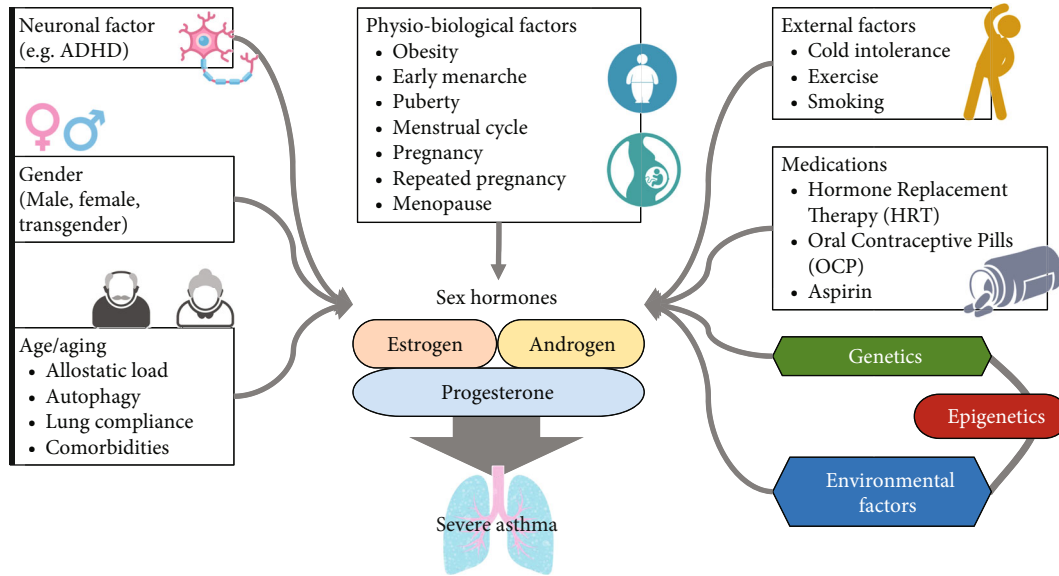 Neuronal factor
(e.g. ADHD)
Gender
(Male, female,
transgender)
Age/aging
• Allostatic load
• Autophagy
• Lung compliance
• Comorbidities
Physio-biological factors
• Obesity
• Early menarche
• Puberty
• Menstrual cycle
• Pregnancy
• Repeated pregnancy
• Menopause
Sex hormones
Estrogen
Androgen
Progesterone
Severe asthma
External factors
• Cold intolerance
• Exercise
• Smoking
Medications
• Hormone Replacement
Therapy (HRT)
• Oral Contraceptive Pills
(OCP)
• Aspirin
Genetics
Epigenetics
Environmental
factors